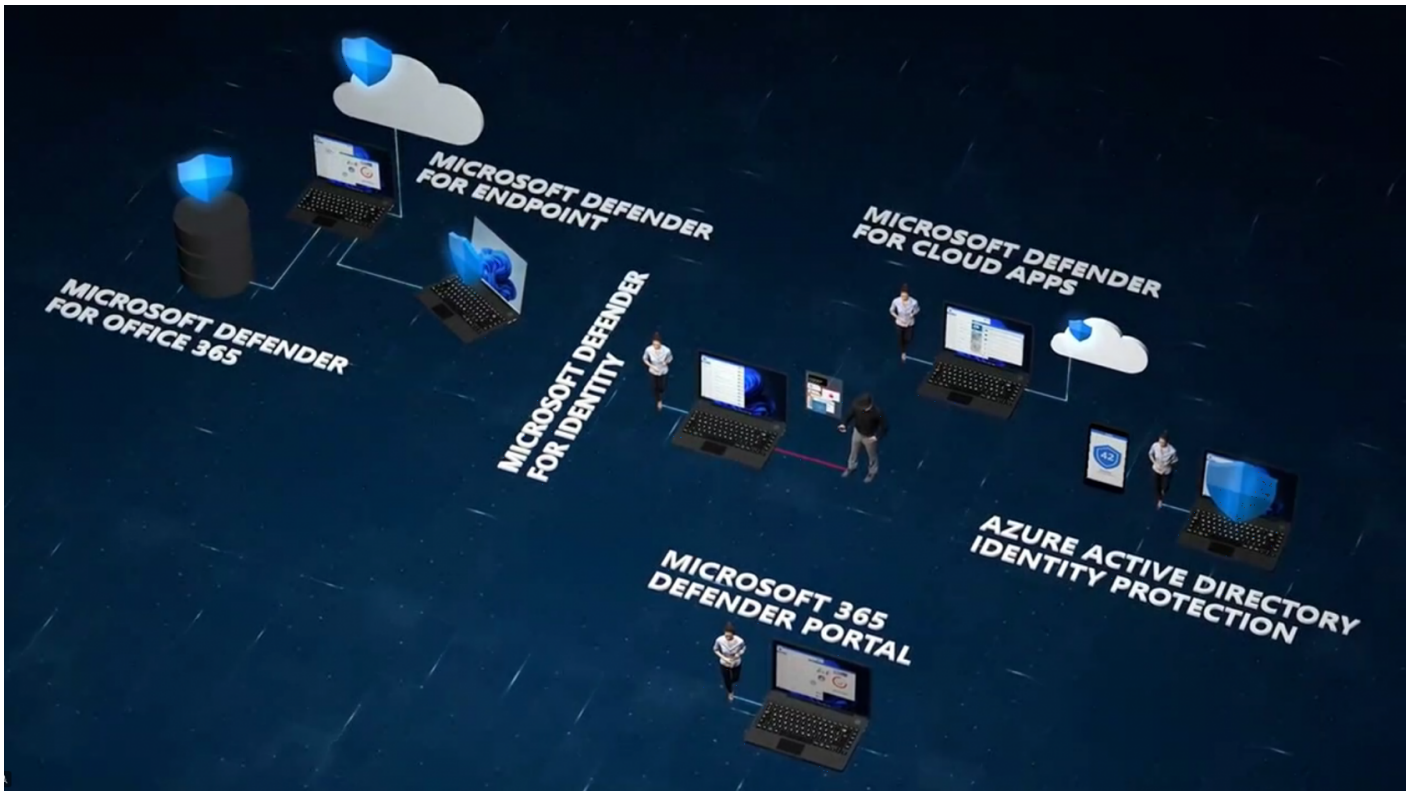 MICROSOFT DEFENDER
FOR ENDPOINT
MICROSOFT DEFENDER
FOR OFFICE 365
MICROSOFT DEFENDER
FOR IDENTITY
MICROSOFT DEFENDER
FOR CLOUD APPS
42
AZURE ACTIVE DIRECTORY
IDENTITY PROTECTION
MICROSOFT 365
DEFENDER PORTAL